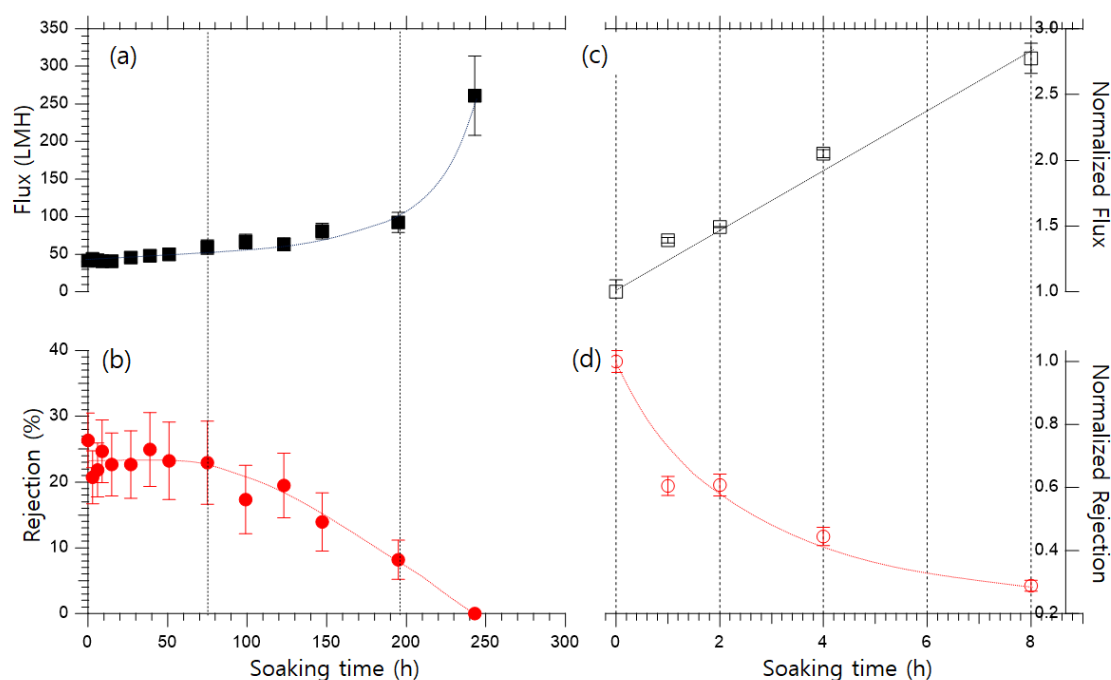 (a)
Flux (LMH)
350
300
250
200
150
100
50
0
(c)
3.0
2.5
2.0
1.5
1.0
Normalized Flux
(b)
Rejection (%)
40
30
20
10
0
0 50 100 150 200 250 300
Soaking time (h)
(d)
1.0
0.8
0.6
0.4
0.2
Normalized Rejection
0 2 4 6 8
Soaking time (h)